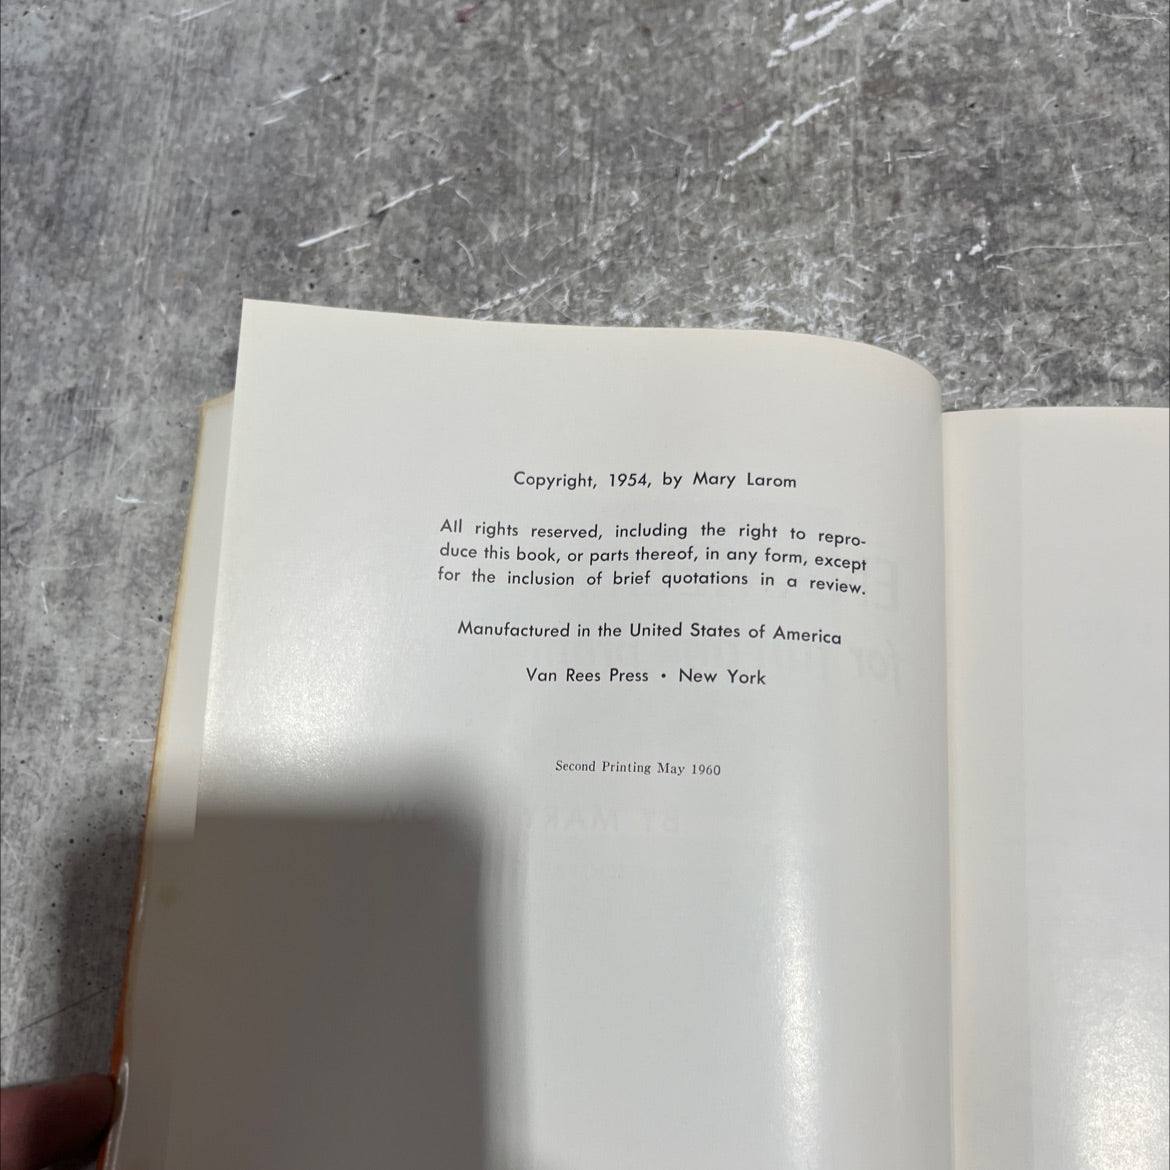 Copyright, 1954, by Mary Larom
All rights reserved, including the right to repro-
duce this book, or parts thereof, in any form, except
for the inclusion of brief quotations in a review.
Manufactured in the United States of America
Van Rees Press • New York
Second Printing May 1960